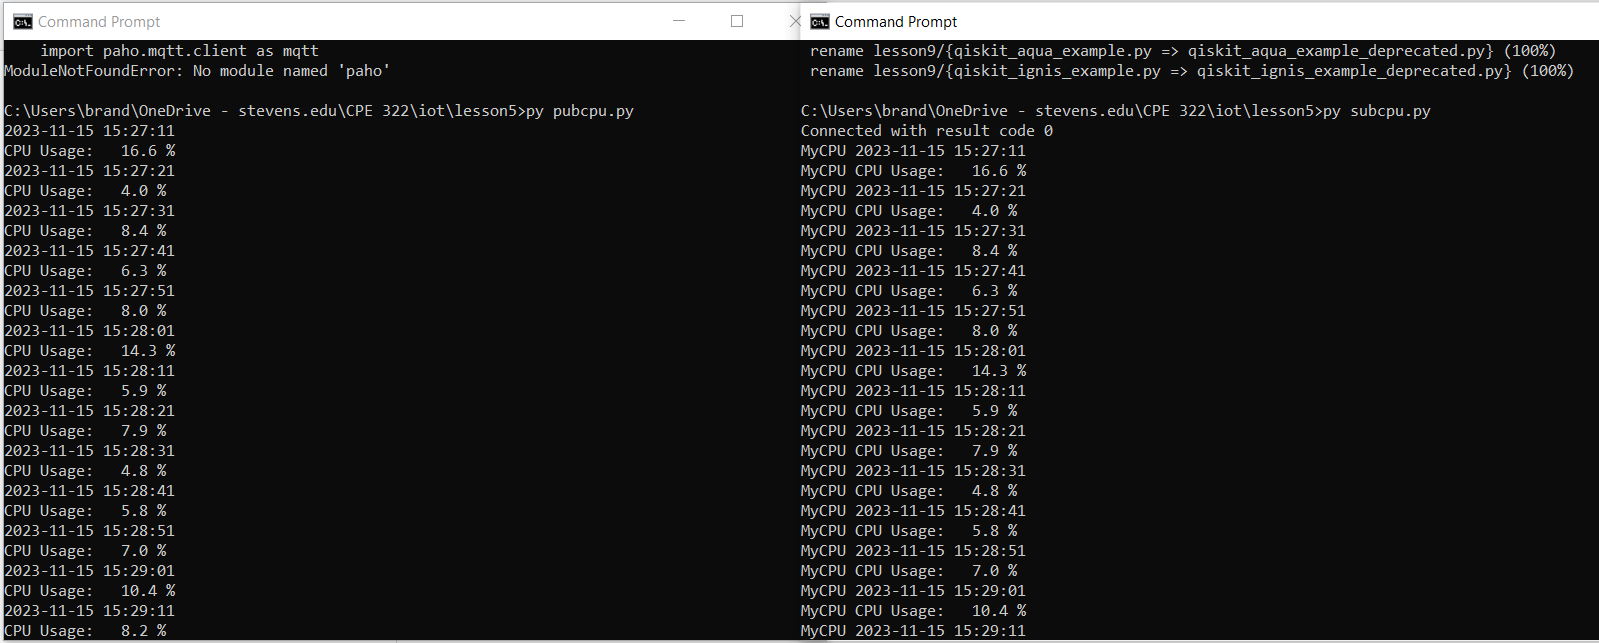 Command Prompt
import paho.mqtt.client as mqtt
ModuleNotFoundError: No module named 'paho'
C:\Users\brand\OneDrive - stevens.edu\CPE 322\iot\lesson5>py pubcpu.py
2023-11-15 15:27:11
CPU Usage:   16.6 %
2023-11-15 15:27:21
CPU Usage:   4.0 %
2023-11-15 15:27:31
CPU Usage:   8.4 %
2023-11-15 15:27:41
CPU Usage:   6.3 %
2023-11-15 15:27:51
CPU Usage:   8.0 %
2023-11-15 15:28:01
CPU Usage:   14.3 %
2023-11-15 15:28:11
CPU Usage:   5.9 %
2023-11-15 15:28:21
CPU Usage:   7.9 %
2023-11-15 15:28:31
CPU Usage:   4.8 %
2023-11-15 15:28:41
CPU Usage:   5.8 %
2023-11-15 15:28:51
CPU Usage:   7.0 %
2023-11-15 15:29:01
CPU Usage:   10.4 %
2023-11-15 15:29:11
CPU Usage:   8.2 %
Command Prompt
rename lesson9/{qiskit_aqua_example.py => qiskit_aqua_example_deprecated.py} (100%)
rename lesson9/{qiskit_ignis_example.py => qiskit_ignis_example_deprecated.py} (100%)
C:\Users\brand\OneDrive - stevens.edu\CPE 322\iot\lesson5>py subcpu.py
Connected with result code 0
MyCPU 2023-11-15 15:27:11
MyCPU CPU Usage:   16.6 %
MyCPU 2023-11-15 15:27:21
MyCPU CPU Usage:   4.0 %
MyCPU 2023-11-15 15:27:31
MyCPU CPU Usage:   8.4 %
MyCPU 2023-11-15 15:27:41
MyCPU CPU Usage:   6.3 %
MyCPU 2023-11-15 15:27:51
MyCPU CPU Usage:   8.0 %
MyCPU 2023-11-15 15:28:01
MyCPU CPU Usage:   14.3 %
MyCPU 2023-11-15 15:28:11
MyCPU CPU Usage:   5.9 %
MyCPU 2023-11-15 15:28:21
MyCPU CPU Usage:   7.9 %
MyCPU 2023-11-15 15:28:31
MyCPU CPU Usage:   4.8 %
MyCPU 2023-11-15 15:28:41
MyCPU CPU Usage:   5.8 %
MyCPU 2023-11-15 15:28:51
MyCPU CPU Usage:   7.0 %
MyCPU 2023-11-15 15:29:01
MyCPU CPU Usage:   10.4 %
MyCPU 2023-11-15 15:29:11